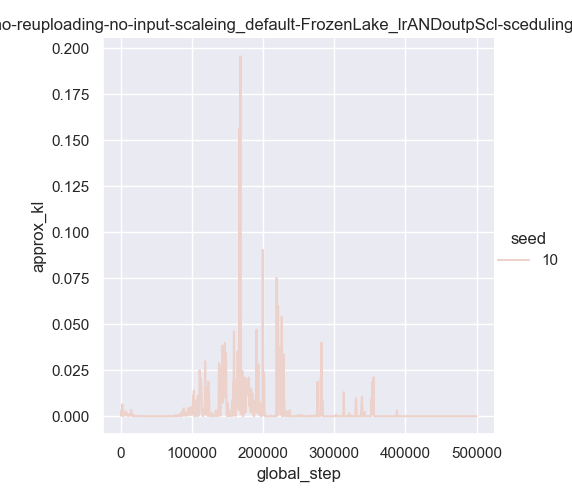 no-reuploading-no-input-scaleing_default-FrozenLake_lrANDoutpScl-sceduling
0.200
0.175
0.150
0.125
0.100
0.075
0.050
0.025
0.000
approx_kl
0 100000 200000 300000 400000 500000
global_step
seed
10